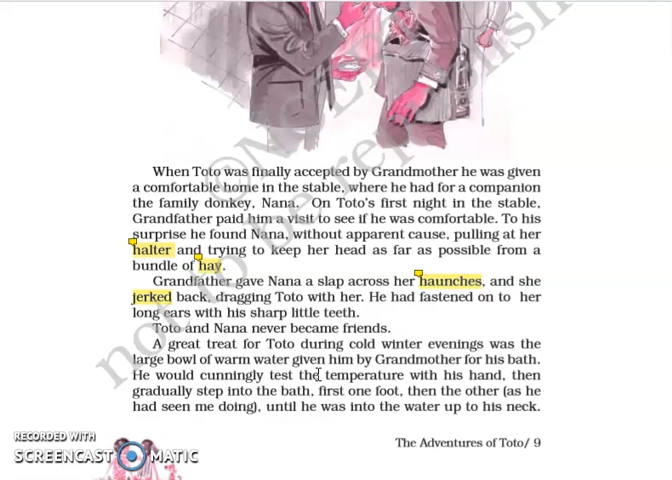 When Toto was finally accepted by Grandmother he was given
a comfortable home in the stable, where he had for a companion
the family donkey, Nana. On Toto's first night in the stable,
Grandfather paid him a visit to see if he was comfortable. To his
surprise he found Nana, without apparent cause, pulling at her
halter and trying to keep her head as far as possible from a
bundle of hay.
Grandfather gave Nana a slap across her haunches, and she
jerked back, dragging Toto with her. He had fastened on to her
long ears with his sharp little teeth.
Toto and Nana never became friends.
A great treat for Toto during cold winter evenings was the
large bowl of warm water given him by Grandmother for his bath.
He would cunningly test the temperature with his hand, then
gradually step into the bath, first one foot, then the other (as he
had seen me doing), until he was into the water up to his neck.
The Adventures of Toto/ 9
RECORDED WITH
SCREENCAST MATIC
not to be